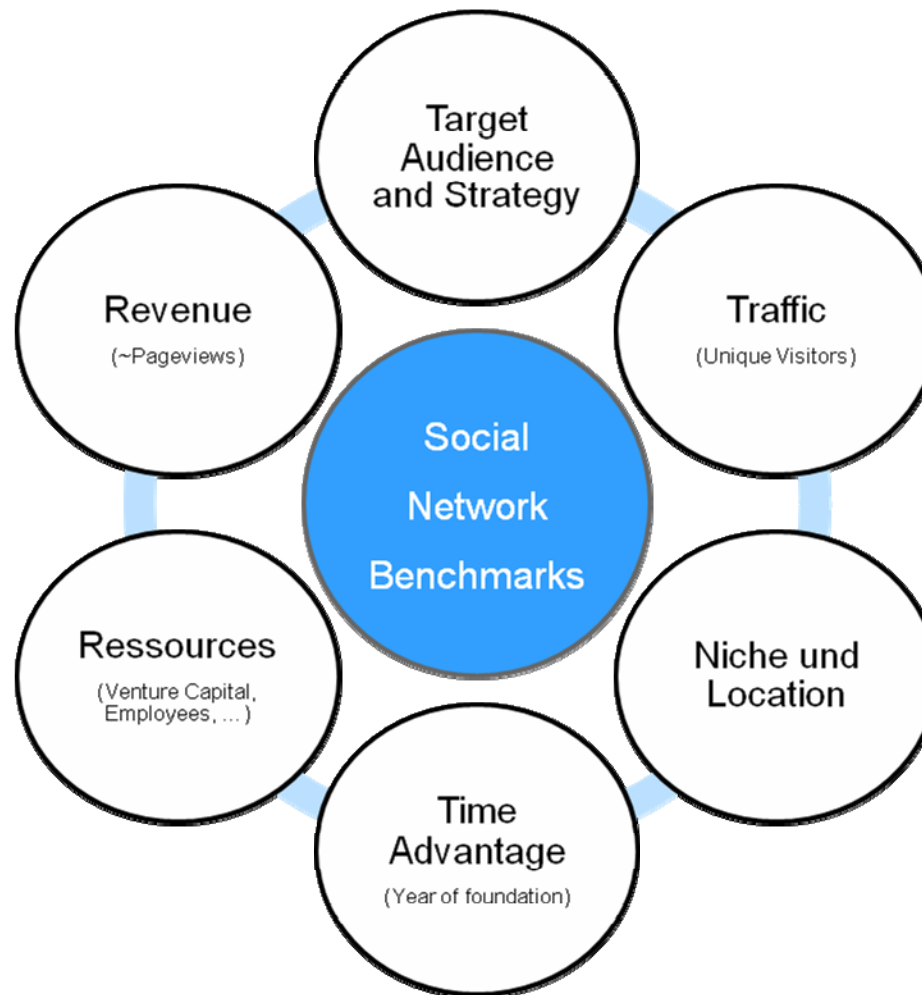 Target
Audience
and Strategy
Revenue
(~Pageviews)
Traffic
(Unique Visitors)
Social
Network
Benchmarks
Ressources
(Venture Capital,
Employees, ... )
Niche und
Location
Time
Advantage
(Year of foundation)